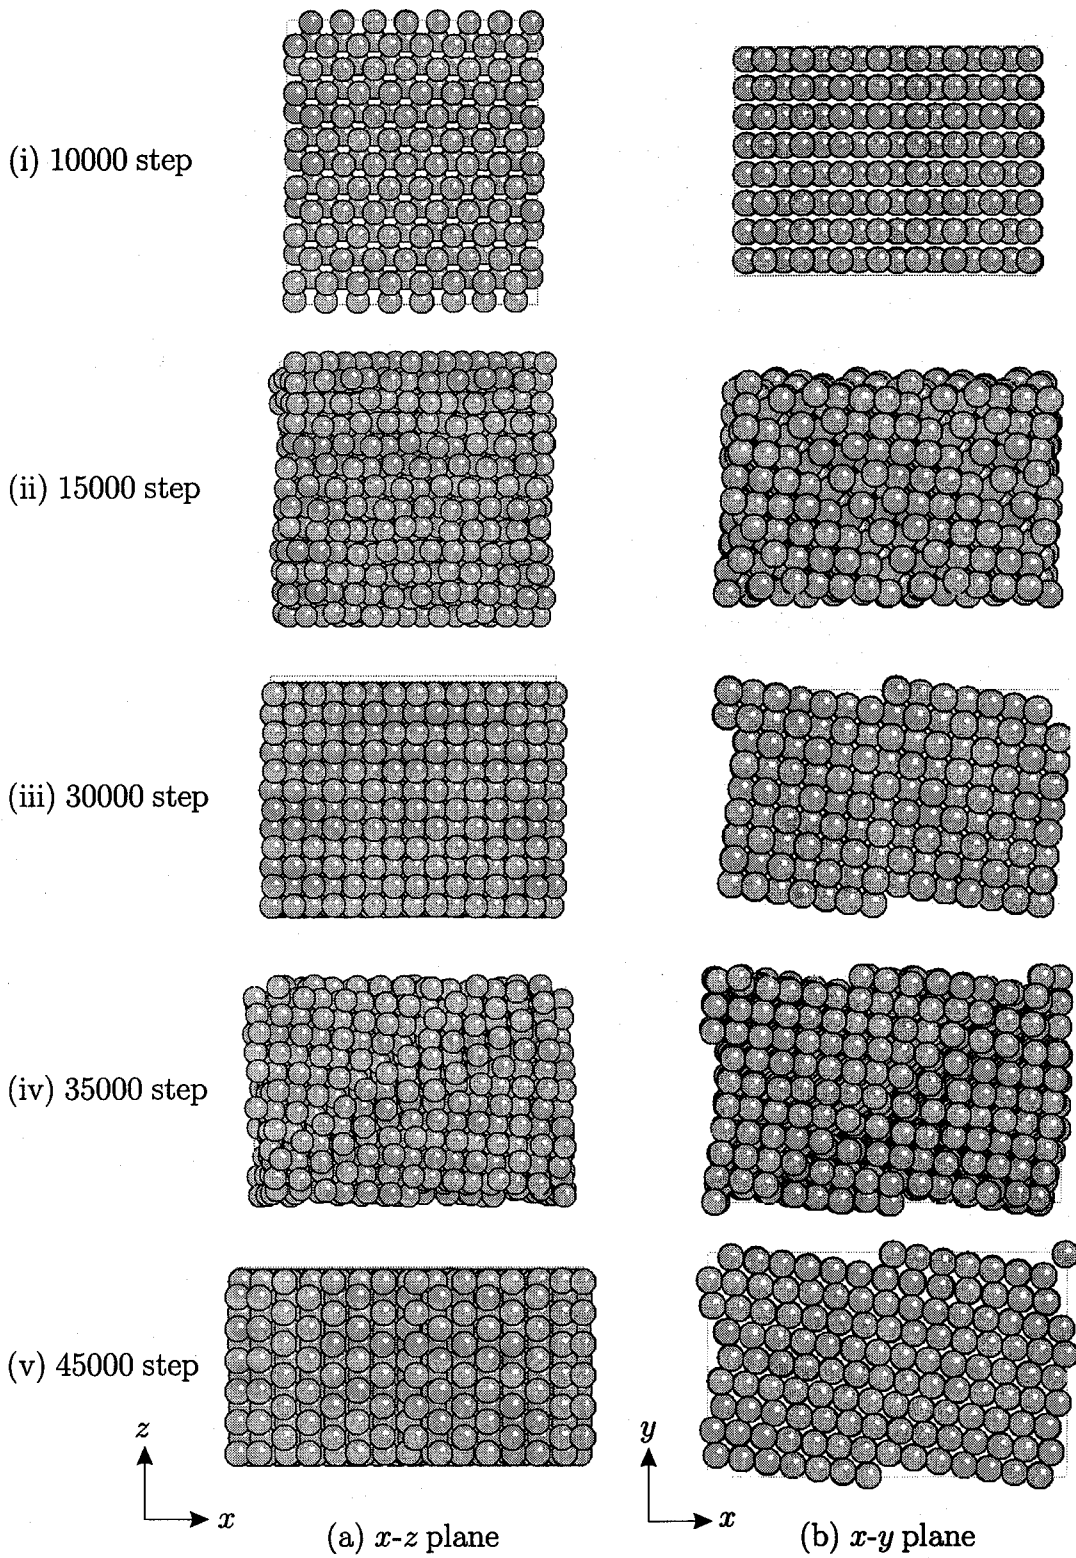 (i) 10000 step
(ii) 15000 step
(iii) 30000 step
(iv) 35000 step
(v) 45000 step
z
x
y
x
(a) x-z plane
(b) x-y plane